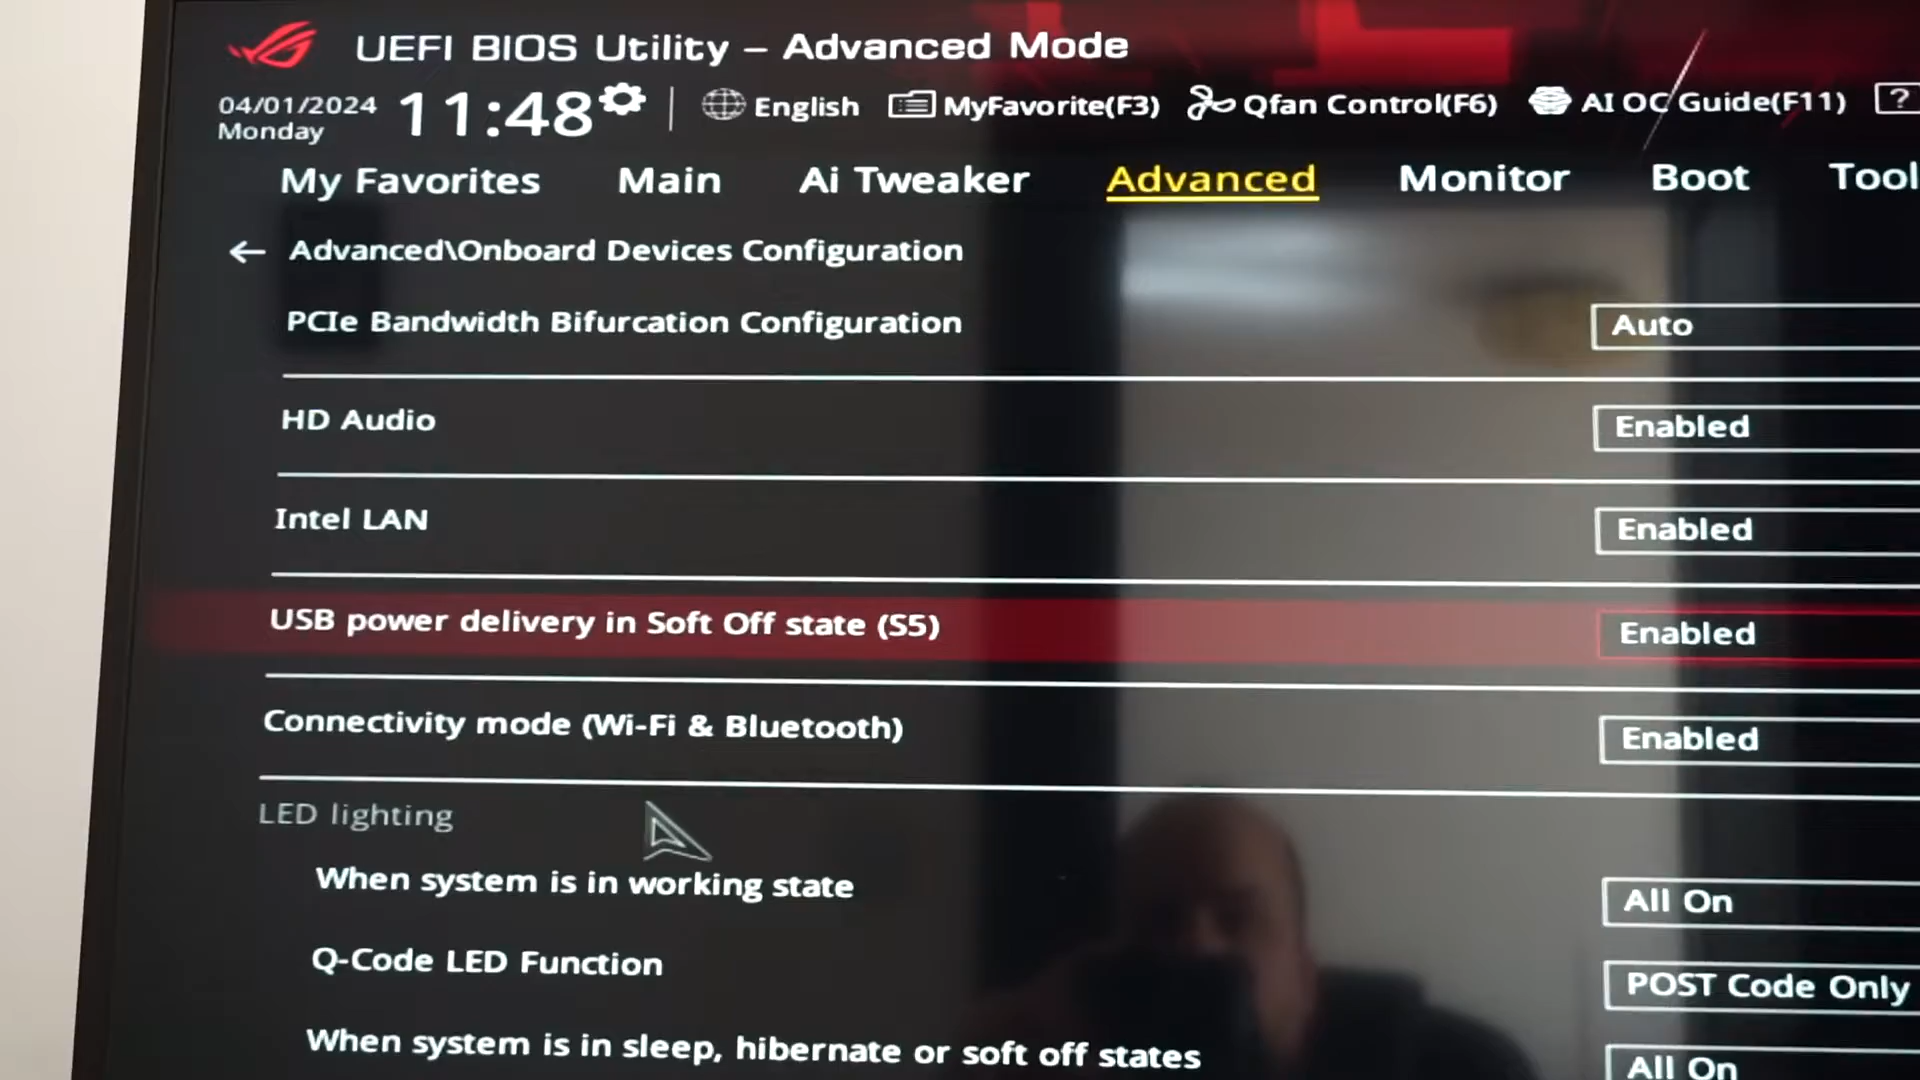 UEFI BIOS Utility – Advanced Mode
04/01/2024
Monday
11:48
English
MyFavorite(F3)
Qfan Control(F6)
AI OC Guide(F11)
?
My Favorites
Main
Ai Tweaker
Advanced
Monitor
Boot
Tool
Advanced\Onboard Devices Configuration
PCIe Bandwidth Bifurcation Configuration
Auto
HD Audio
Enabled
Intel LAN
Enabled
USB power delivery in Soft Off state (S5)
Enabled
Connectivity mode (Wi-Fi & Bluetooth)
Enabled
LED lighting
When system is in working state
All On
Q-Code LED Function
POST Code Only
When system is in sleep, hibernate or soft off states
All On